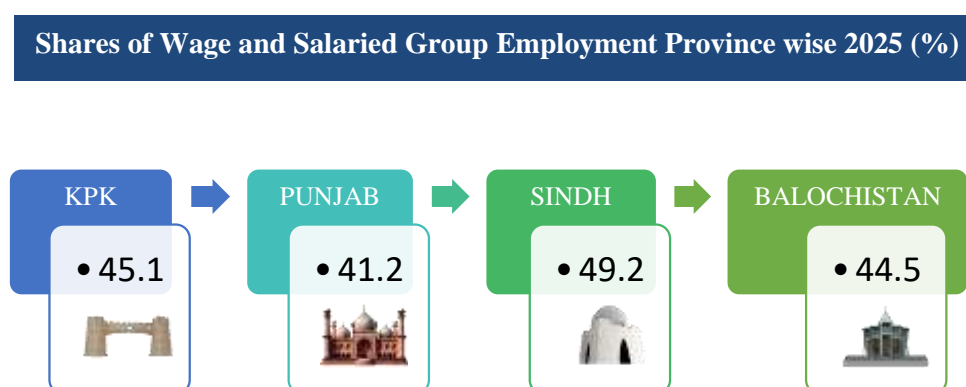 Shares of Wage and Salaried Group Employment Province wise 2025 (%)
KPK
• 45.1
PUNJAB
• 41.2
SINDH
• 49.2
BALOCHISTAN
• 44.5